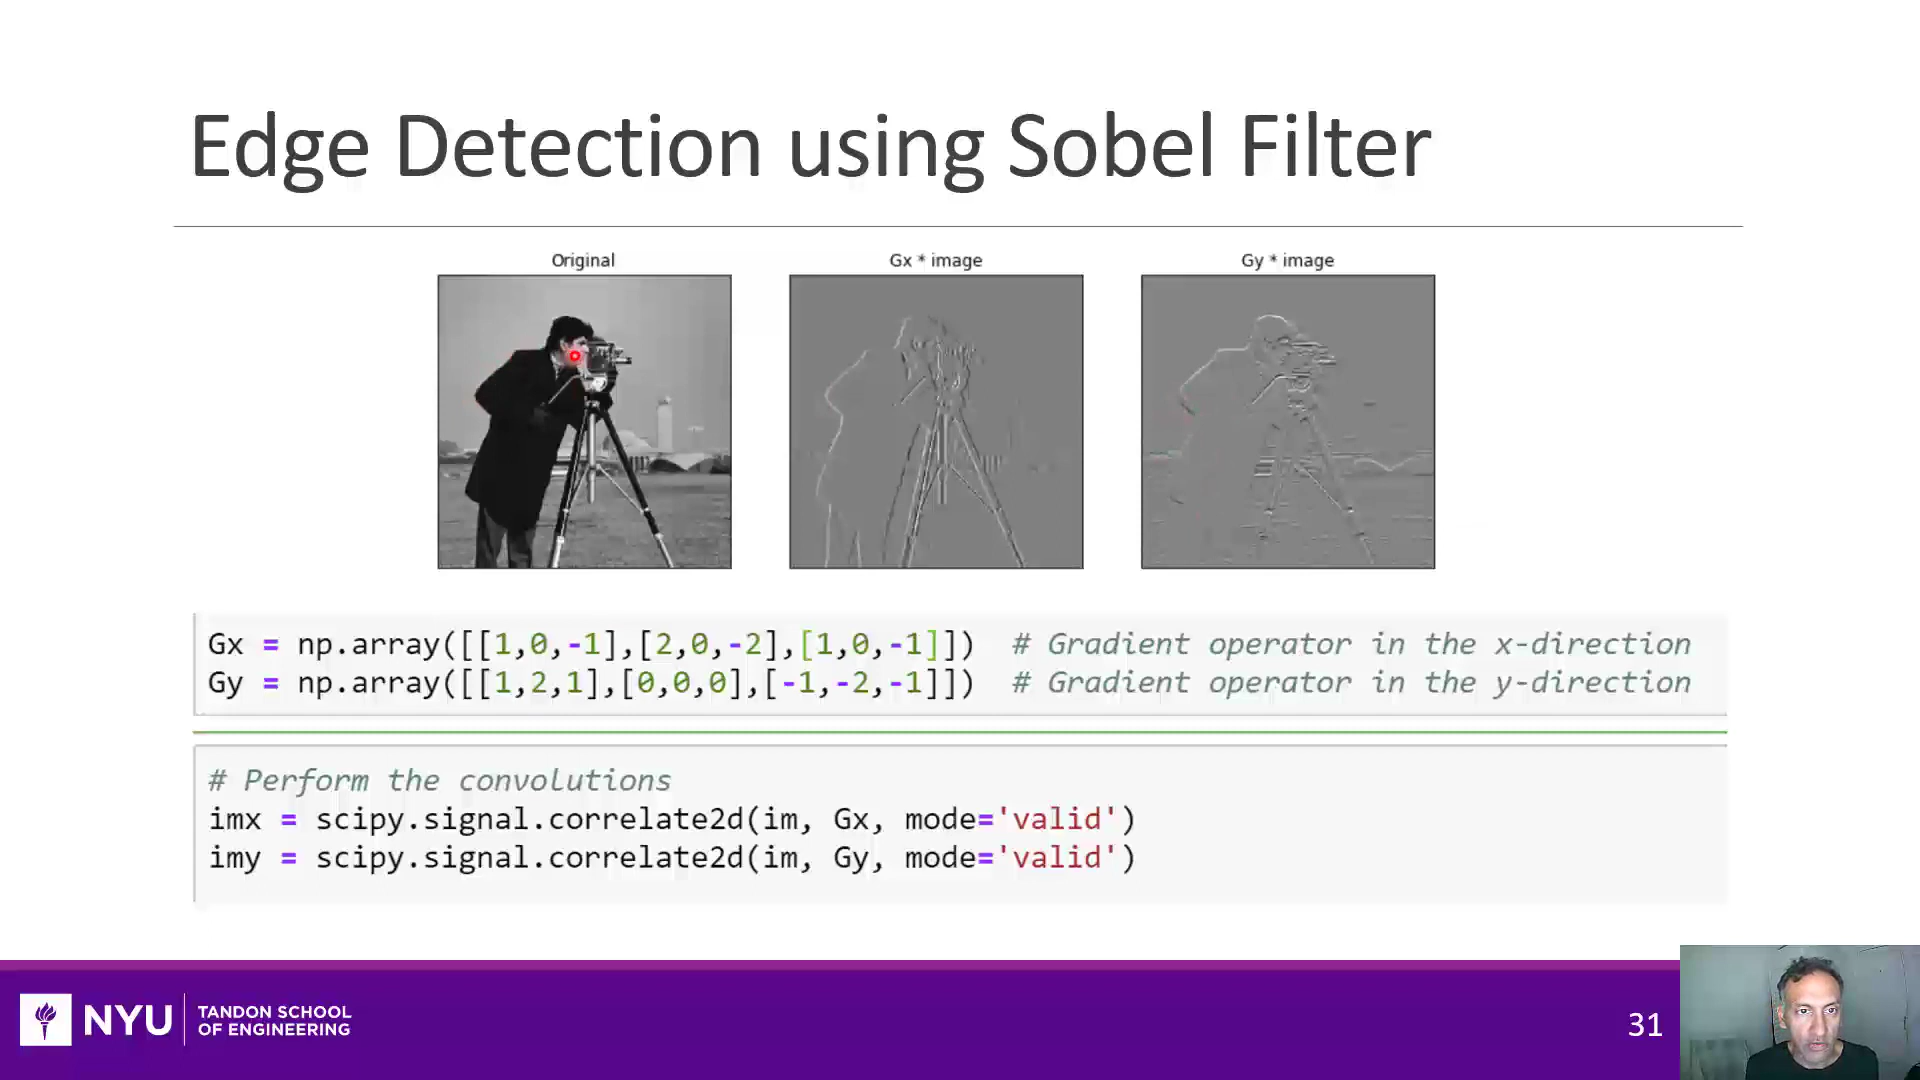 Edge Detection using Sobel Filter
Original
Gx * image
Gy * image
Gx = np.array([[1,0,-1],[2,0,-2],[1,0,-1]])  # Gradient operator in the x-direction
Gy = np.array([[1,2,1],[0,0,0],[-1,-2,-1]])  # Gradient operator in the y-direction
# Perform the convolutions
imx = scipy.signal.correlate2d(im, Gx, mode='valid')
imy = scipy.signal.correlate2d(im, Gy, mode='valid')
NYU
TANDON SCHOOL
OF ENGINEERING
31